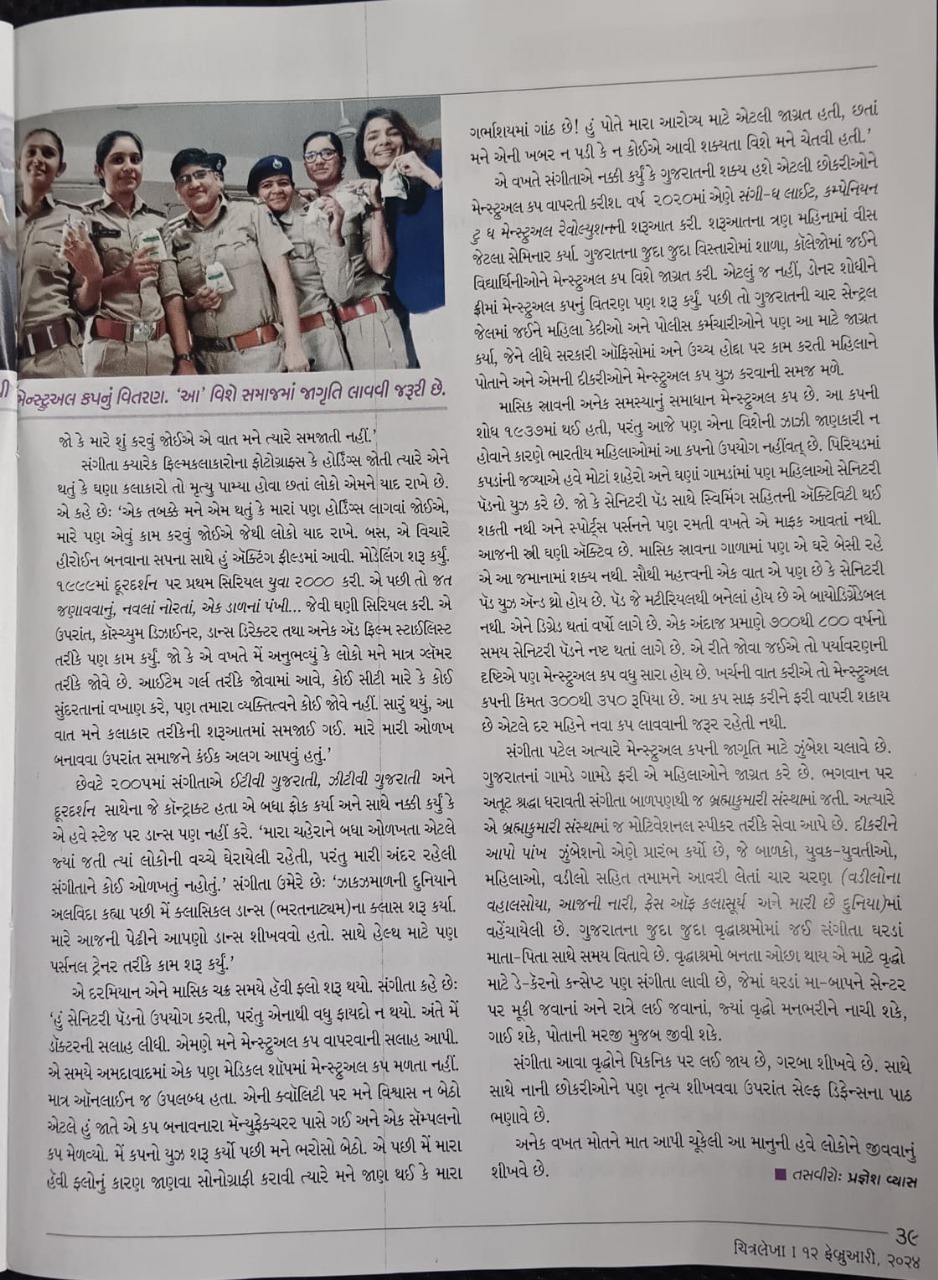 મેન્સ્ટ્રુઅલ કપનું વિતરણ. ‘આ’ વિશે સમાજમાં જાગૃતિ લાવવી જરૂરી છે.
જો કે મારે શું કરવું જોઈએ એ વાત મને ત્યારે સમજાતી નહીં.’
સંગીતા ક્યારેક ફિલ્મકલાકારોના ફોટોગ્રાફ્સ કે હોર્ડિંગ્સ જોતી ત્યારે એને
થતું કે ઘણા કલાકારો તો મૃત્યુ પામ્યા હોવા છતાં લોકો એમને યાદ રાખે છે.
એ કહે છેઃ ‘એક તબક્કે મને એમ થતું કે મારાં પણ હોર્ડિંગ્સ લાગવાં જોઈએ,
મારે પણ એવું કામ કરવું જોઈએ જેથી લોકો યાદ રાખે. બસ, એ વિચારે
હીરોઈન બનવાના સપના સાથે હું ઍક્ટિંગ ફીલ્ડમાં આવી. મોડેલિંગ શરૂ કર્યું.
૧૯૯૯માં દૂરદર્શન પર પ્રથમ સિરિયલ યુવા ૨૦૦૦ કરી. એ પછી તો જત
જણાવવાનું, નવલાં નોરતાં, એક ડાળનાં પંખી... જેવી ઘણી સિરિયલ કરી. એ
ઉપરાંત, કૉસ્ચ્યુમ ડિઝાઈનર, ડાન્સ ડિરેક્ટર તથા અનેક ઍડ ફિલ્મ સ્ટાઈલિસ્ટ
તરીકે પણ કામ કર્યું. જો કે એ વખતે મેં અનુભવ્યું કે લોકો મને માત્ર ગ્લૅમર
તરીકે જોવે છે. આઈટેમ ગર્લ તરીકે જોવામાં આવે, કોઈ સીટી મારે કે કોઈ
સુંદરતાનાં વખાણ કરે, પણ તમારા વ્યક્તિત્વને કોઈ જોવે નહીં. સારું થયું, આ
વાત મને કલાકાર તરીકેની શરૂઆતમાં સમજાઈ ગઈ. મારે મારી ઓળખ
બનાવવા ઉપરાંત સમાજને કંઈક અલગ આપવું હતું.’
છેવટે ૨૦૦૫માં સંગીતાએ ઈટીવી ગુજરાતી, ઝીટીવી ગુજરાતી અને
દૂરદર્શન સાથેના જે કૉન્ટ્રાક્ટ હતા એ બધા ફોક કર્યા અને સાથે નક્કી કર્યું કે
એ હવે સ્ટેજ પર ડાન્સ પણ નહીં કરે. ‘મારા ચહેરાને બધા ઓળખતા એટલે
જ્યાં જતી ત્યાં લોકોની વચ્ચે ઘેરાયેલી રહેતી, પરંતુ મારી અંદર રહેલી
સંગીતાને કોઈ ઓળખતું નહોતું.’ સંગીતા ઉમેરે છેઃ ‘ઝાકઝમાળની દુનિયાને
અલવિદા કહ્યા પછી મેં ક્લાસિકલ ડાન્સ (ભરતનાટ્યમ)ના ક્લાસ શરૂ કર્યા.
મારે આજની પેઢીને આપણો ડાન્સ શીખવવો હતો. સાથે હેલ્થ માટે પણ
પર્સનલ ટ્રેનર તરીકે કામ શરૂ કર્યું.’
એ દરમિયાન એને માસિક ચક્ર સમયે હૅવી ફ્લો શરૂ થયો. સંગીતા કહે છેઃ
‘હું સેનિટરી પૅડનો ઉપયોગ કરતી, પરંતુ એનાથી વધુ ફાયદો ન થયો. અંતે મેં
ડૉક્ટરની સલાહ લીધી. એમણે મને મેન્સ્ટ્રુઅલ કપ વાપરવાની સલાહ આપી.
એ સમયે અમદાવાદમાં એક પણ મેડિકલ શૉપમાં મેન્સ્ટ્રુઅલ કપ મળતા નહીં.
માત્ર ઑનલાઈન જ ઉપલબ્ધ હતા. એની ક્વૉલિટી પર મને વિશ્વાસ ન બેઠો
એટલે હું જાતે એ કપ બનાવનારા મૅન્યુફેક્ચરર પાસે ગઈ અને એક સૅમ્પલનો
કપ મેળવ્યો. મેં કપનો યુઝ શરૂ કર્યો પછી મને ભરોસો બેઠો. એ પછી મેં મારા
હૅવી ફ્લોનું કારણ જાણવા સોનોગ્રાફી કરાવી ત્યારે મને જાણ થઈ કે મારા
ગર્ભાશયમાં ગાંઠ છે! હું પોતે મારા આરોગ્ય માટે એટલી જાગ્રત હતી, છતાં
મને એની ખબર ન પડી કે ન કોઈએ આવી શક્યતા વિશે મને ચેતવી હતી.’
એ વખતે સંગીતાએ નક્કી કર્યું કે ગુજરાતની શક્ય હશે એટલી છોકરીઓને
મેન્સ્ટ્રુઅલ કપ વાપરતી કરીશ. વર્ષ ૨૦૨૦માં એણે સંગી-ધ લાઈટ, કમ્પેનિયન
ટુ ધ મેન્સ્ટ્રુઅલ રેવોલ્યુશનની શરૂઆત કરી. શરૂઆતના ત્રણ મહિનામાં વીસ
જેટલા સેમિનાર કર્યા. ગુજરાતના જુદા જુદા વિસ્તારોમાં શાળા, કૉલેજોમાં જઈને
વિદ્યાર્થિનીઓને મેન્સ્ટ્રુઅલ કપ વિશે જાગ્રત કરી. એટલું જ નહીં, ડોનર શોધીને
ફ્રીમાં મેન્સ્ટ્રુઅલ કપનું વિતરણ પણ શરૂ કર્યું. પછી તો ગુજરાતની ચાર સેન્ટ્રલ
જેલમાં જઈને મહિલા કેદીઓ અને પોલીસ કર્મચારીઓને પણ આ માટે જાગ્રત
કર્યા, જેને લીધે સરકારી ઑફિસોમાં અને ઉચ્ચ હોદ્દા પર કામ કરતી મહિલાને
પોતાને અને એમની દીકરીઓને મેન્સ્ટ્રુઅલ કપ યુઝ કરવાની સમજ મળે.
માસિક સ્રાવની અનેક સમસ્યાનું સમાધાન મેન્સ્ટ્રુઅલ કપ છે. આ કપની
શોધ ૧૯૩૭માં થઈ હતી, પરંતુ આજે પણ એના વિશેની ઝાઝી જાણકારી ન
હોવાને કારણે ભારતીય મહિલાઓમાં આ કપનો ઉપયોગ નહીંવત્ છે. પિરિયડમાં
કપડાંની જગ્યાએ હવે મોટાં શહેરો અને ઘણાં ગામડાંમાં પણ મહિલાઓ સેનિટરી
પૅડનો યુઝ કરે છે. જો કે સેનિટરી પૅડ સાથે સ્વિમિંગ સહિતની ઍક્ટિવિટી થઈ
શકતી નથી અને સ્પોર્ટ્સ પર્સનને પણ રમતી વખતે એ માફક આવતાં નથી.
આજની સ્ત્રી ઘણી ઍક્ટિવ છે. માસિક સ્રાવના ગાળામાં પણ એ ઘરે બેસી રહે
એ આ જમાનામાં શક્ય નથી. સૌથી મહત્ત્વની એક વાત એ પણ છે કે સેનિટરી
પૅડ યુઝ ઍન્ડ થ્રો હોય છે. પૅડ જે મટીરિયલથી બનેલાં હોય છે એ બાયોડિગ્રેડેબલ
નથી. એને ડિગ્રેડ થતાં વર્ષો લાગે છે. એક અંદાજ પ્રમાણે ૭૦૦થી ૮૦૦ વર્ષનો
સમય સેનિટરી પૅડને નષ્ટ થતાં લાગે છે. એ રીતે જોવા જઈએ તો પર્યાવરણની
દૃષ્ટિએ પણ મેન્સ્ટ્રુઅલ કપ વધુ સારા હોય છે. ખર્ચની વાત કરીએ તો મેન્સ્ટ્રુઅલ
કપની કિંમત ૩૦૦થી ૩૫૦ રૂપિયા છે. આ કપ સાફ કરીને ફરી વાપરી શકાય
છે એટલે દર મહિને નવા કપ લાવવાની જરૂર રહેતી નથી.
સંગીતા પટેલ અત્યારે મેન્સ્ટ્રુઅલ કપની જાગૃતિ માટે ઝુંબેશ ચલાવે છે.
ગુજરાતનાં ગામડે ગામડે ફરી એ મહિલાઓને જાગ્રત કરે છે. ભગવાન પર
અતૂટ શ્રદ્ધા ધરાવતી સંગીતા બાળપણથી જ બ્રહ્માકુમારી સંસ્થામાં જતી. અત્યારે
એ બ્રહ્માકુમારી સંસ્થામાં જ મોટિવેશનલ સ્પીકર તરીકે સેવા આપે છે. દીકરીને
આપો પાંખ ઝુંબેશનો એણે પ્રારંભ કર્યો છે, જે બાળકો, યુવક-યુવતીઓ,
મહિલાઓ, વડીલો સહિત તમામને આવરી લેતાં ચાર ચરણ (વડીલોના
વહાલસોયા, આજની નારી, ફેસ ઑફ કલાસૂર્ય અને મારી છે દુનિયા)માં
વહેંચાયેલી છે. ગુજરાતના જુદા જુદા વૃદ્ધાશ્રમોમાં જઈ સંગીતા ઘરડાં
માતા-પિતા સાથે સમય વિતાવે છે. વૃદ્ધાશ્રમો બનતા ઓછા થાય એ માટે વૃદ્ધો
માટે ડે-કૅરનો કન્સેપ્ટ પણ સંગીતા લાવી છે, જેમાં ઘરડાં મા-બાપને સેન્ટર
પર મૂકી જવાનાં અને રાત્રે લઈ જવાનાં, જ્યાં વૃદ્ધો મનભરીને નાચી શકે,
ગાઈ શકે, પોતાની મરજી મુજબ જીવી શકે.
સંગીતા આવા વૃદ્ધોને પિકનિક પર લઈ જાય છે, ગરબા શીખવે છે. સાથે
સાથે નાની છોકરીઓને પણ નૃત્ય શીખવવા ઉપરાંત સેલ્ફ ડિફેન્સના પાઠ
ભણાવે છે.
અનેક વખત મોતને માત આપી ચૂકેલી આ માનુની હવે લોકોને જીવવાનું
શીખવે છે.
■ તસવીરોઃ પ્રજ્ઞેશ વ્યાસ
૩૯
ચિત્રલેખા । ૧૨ ફેબ્રુઆરી, ૨૦૨૪